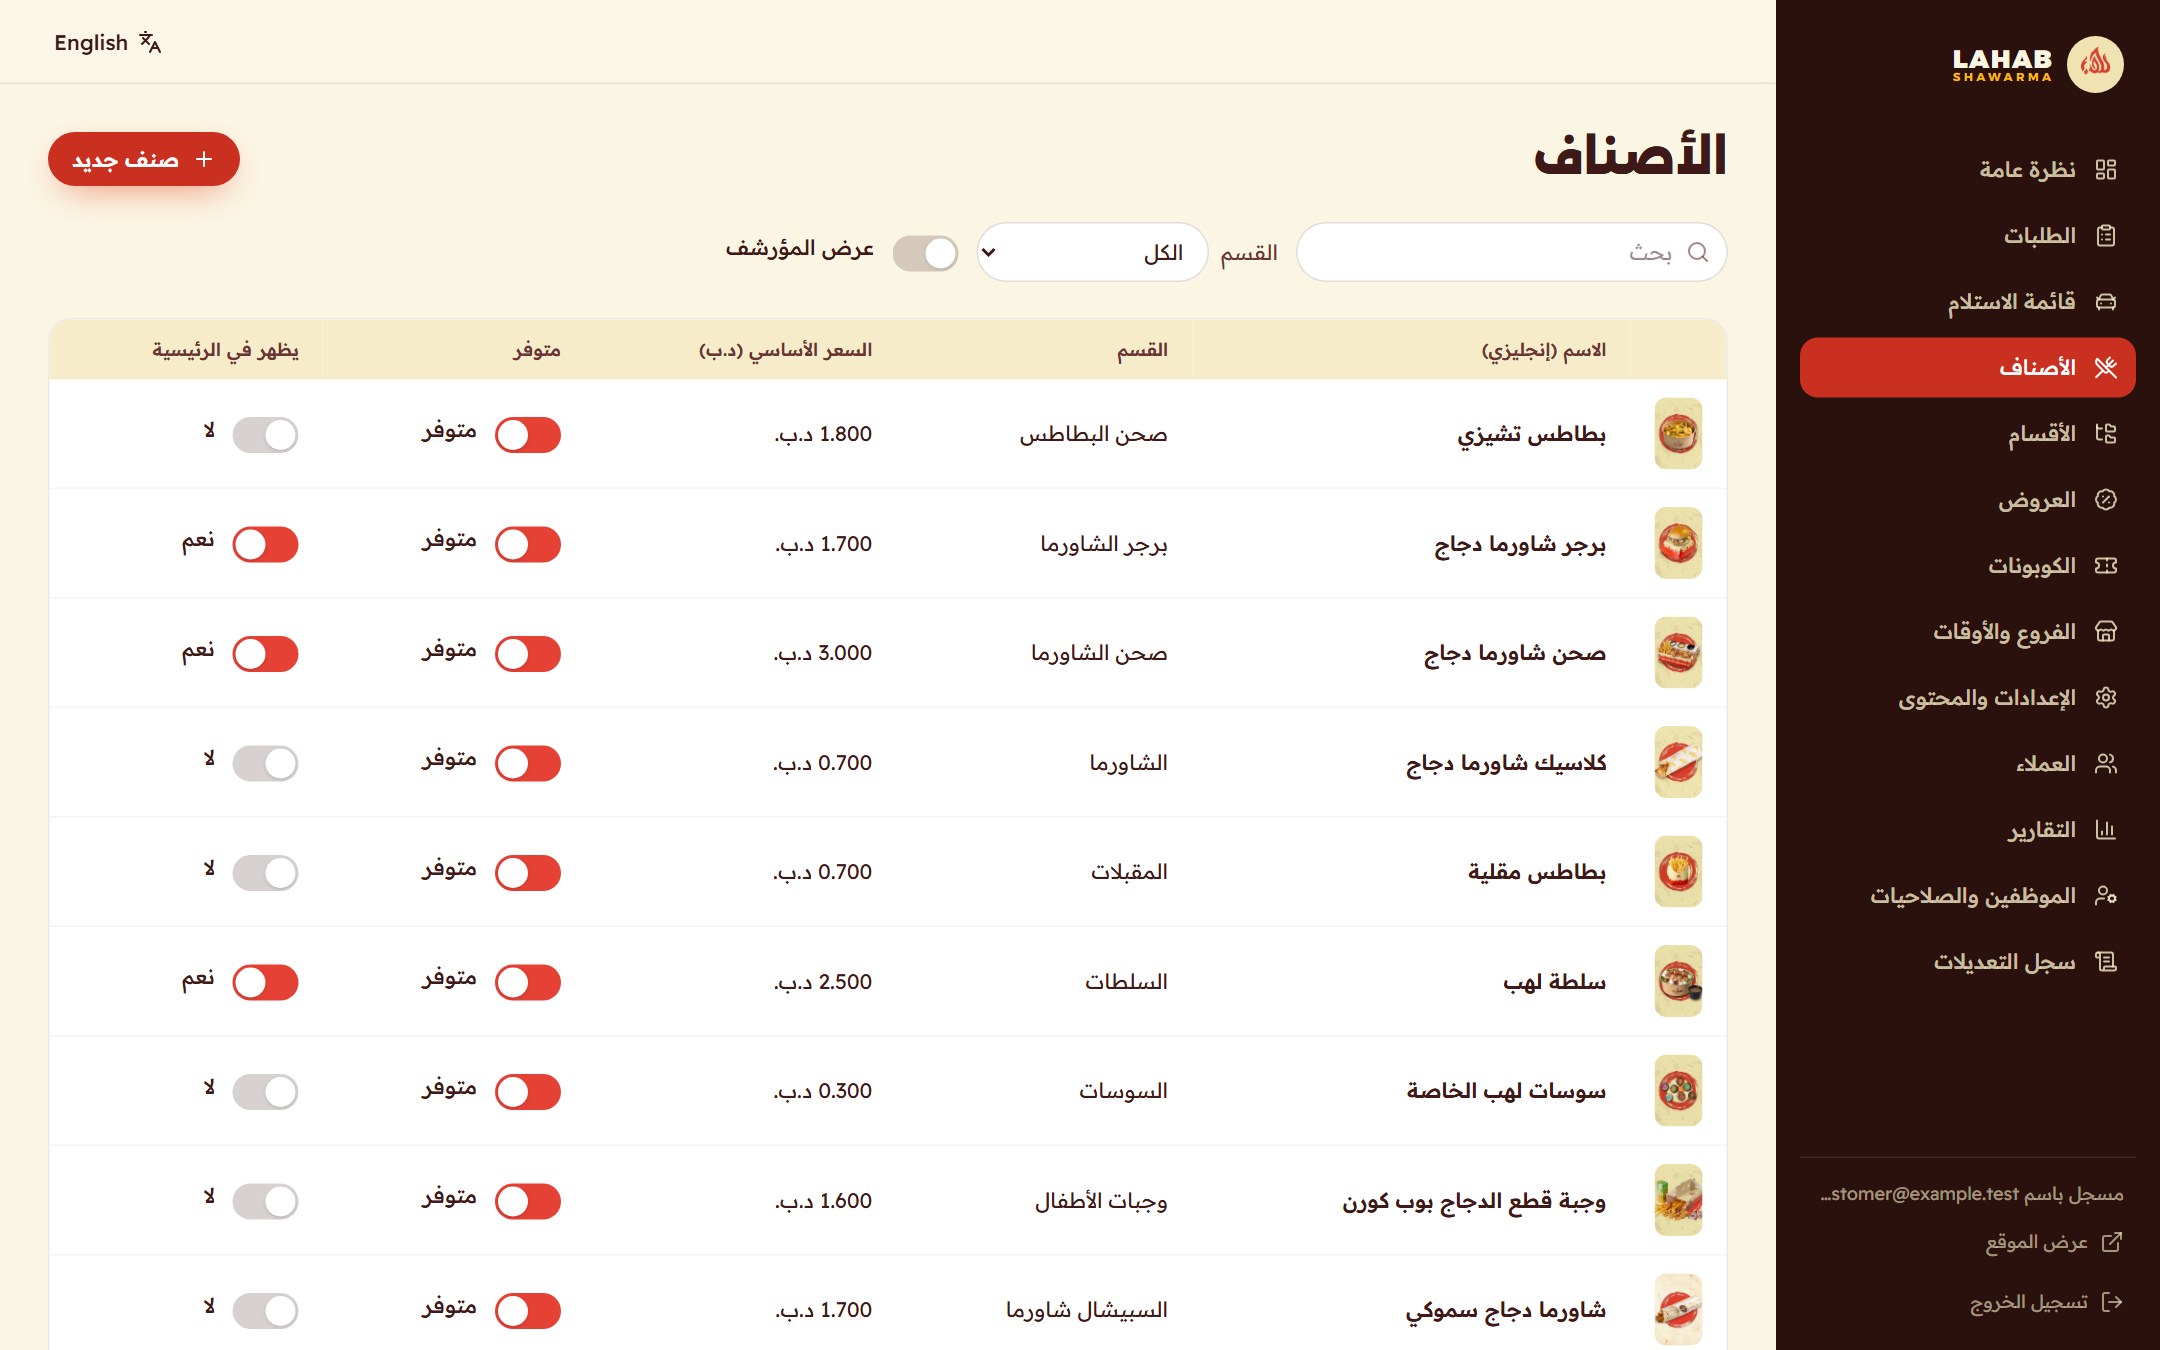 LAHAB
SHAWARMA
نظرة عامة
الطلبات
قائمة الاستلام
الأصناف
الأقسام
العروض
الكوبونات
الفروع والأوقات
الإعدادات والمحتوى
العملاء
التقارير
الموظفين والصلاحيات
سجل التعديلات
مسجل باسم stomer@example.test…
عرض الموقع
تسجيل الخروج
English
الأصناف
صنف جديد
بحث القسم الكل عرض المؤرشف
الاسم (إنجليزي) القسم السعر الأساسي (د.ب) متوفر يظهر في الرئيسية
بطاطس تشيزي صحن البطاطس 1.800 د.ب. متوفر لا
برجر شاورما دجاج برجر الشاورما 1.700 د.ب. متوفر نعم
صحن شاورما دجاج صحن الشاورما 3.000 د.ب. متوفر نعم
كلاسيك شاورما دجاج الشاورما 0.700 د.ب. متوفر لا
بطاطس مقلية المقبلات 0.700 د.ب. متوفر لا
سلطة لهب السلطات 2.500 د.ب. متوفر نعم
سوسات لهب الخاصة السوسات 0.300 د.ب. متوفر لا
وجبة قطع الدجاج بوب كورن وجبات الأطفال 1.600 د.ب. متوفر لا
شاورما دجاج سموكي السبيشال شاورما 1.700 د.ب. متوفر لا